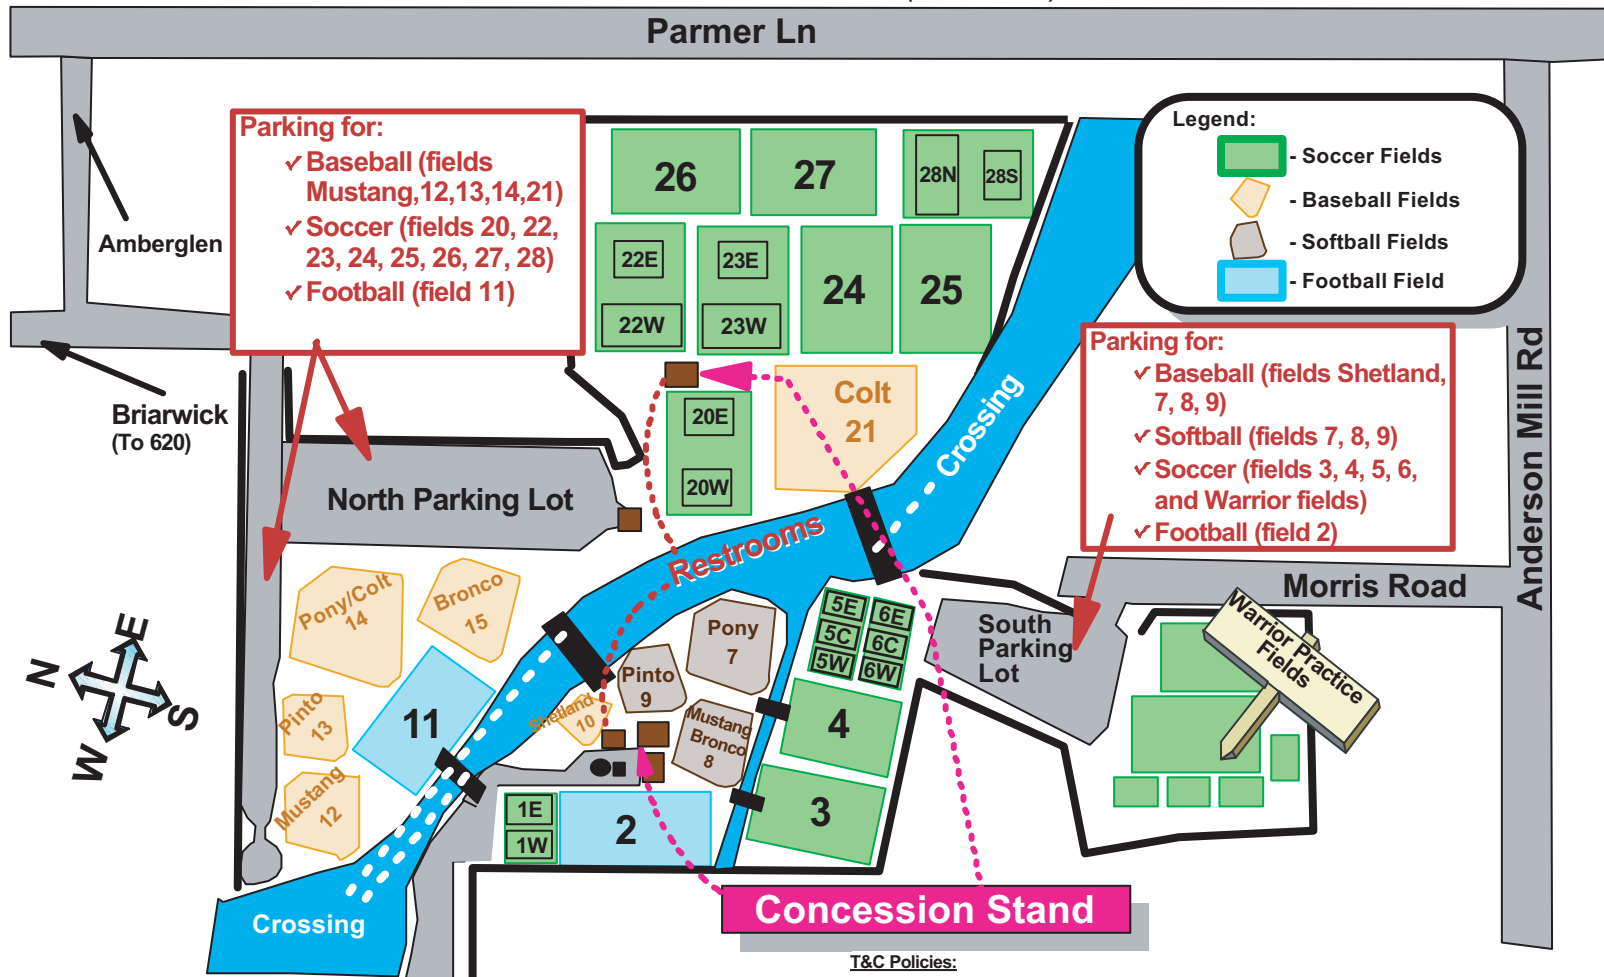 Parmer Ln
Parking for:
✓ Baseball (fields
Mustang,12,13,14,21)
✓ Soccer (fields 20, 22,
23, 24, 25, 26, 27, 28)
✓ Football (field 11)
Legend:
- Soccer Fields
- Baseball Fields
- Softball Fields
- Football Field
Amberglen
Briarwick
(To 620)
26
27
28N
28S
22E
23E
24
25
22W
23W
Parking for:
✓ Baseball (fields Shetland,
7, 8, 9)
✓ Softball (fields 7, 8, 9)
✓ Soccer (fields 3, 4, 5, 6,
and Warrior fields)
✓ Football (field 2)
Anderson Mill Rd
Colt
21
20E
20W
Crossing
North Parking Lot
Restrooms
Morris Road
Pony/Colt
14
Bronco
15
Pony
7
5E
6E
5C
6C
5W
6W
South
Parking
Lot
Warrior Practice
Fields
N
E
S
W
Pinto
13
11
Shetland
10
Pinto
9
Mustang
Bronco
8
4
Mustang
12
1E
1W
2
3
Crossing
Concession Stand
T&C Policies: